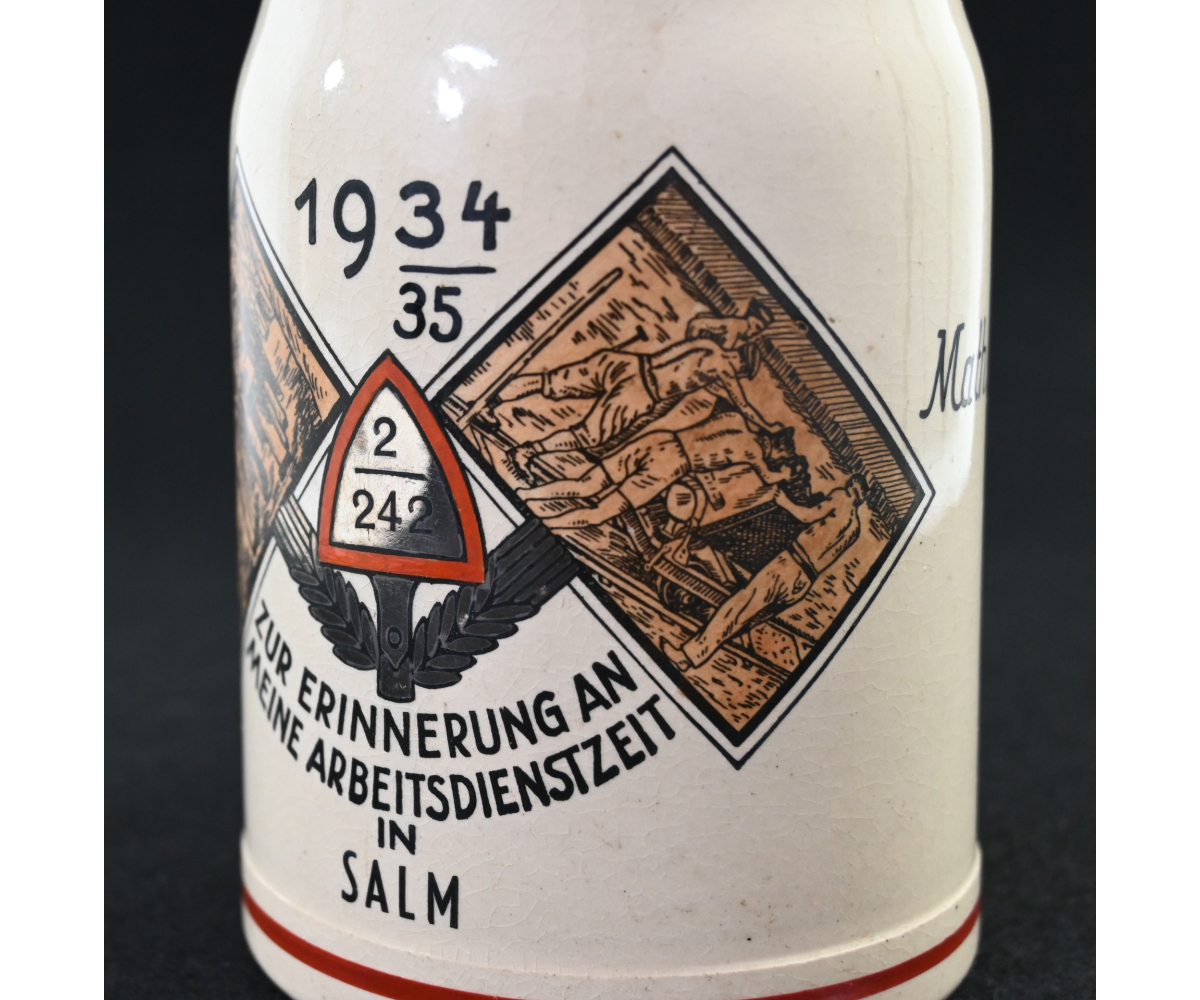 1934
35
2
242
ZUR ERINNERUNG AN
MEINE ARBEITSDIENSTZEIT
IN
SALM